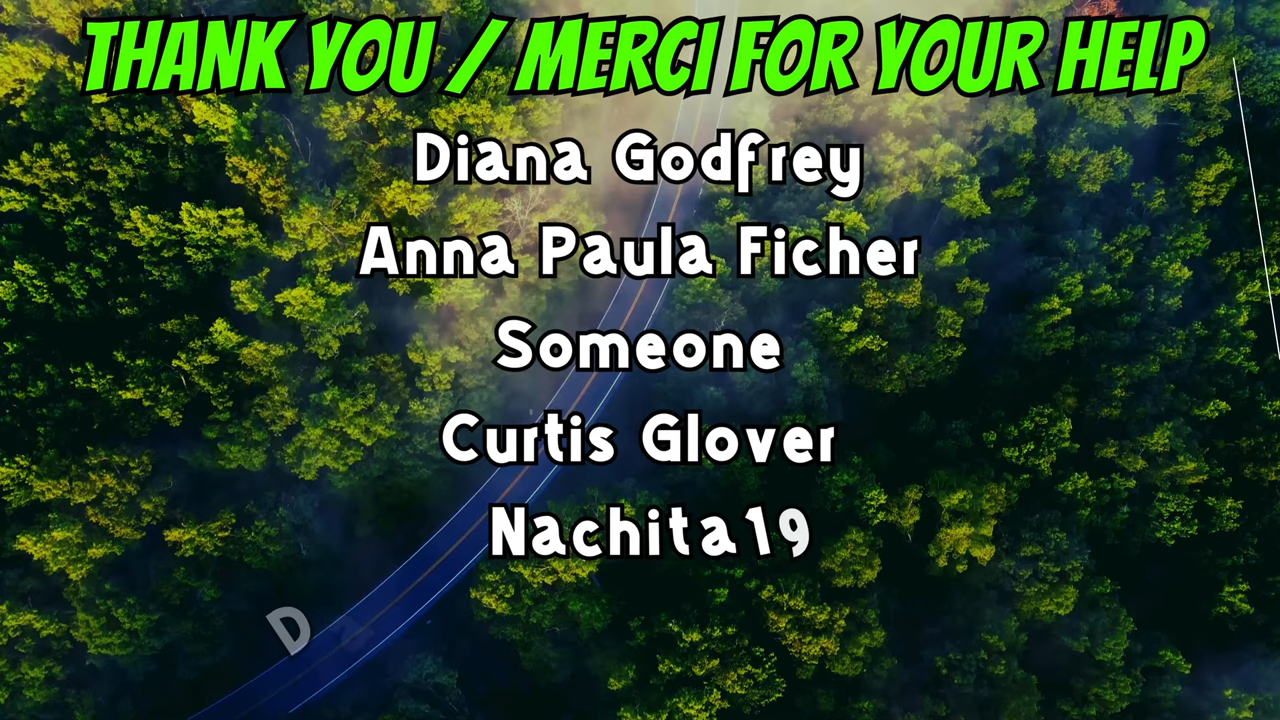 THANK YOU / MERCI FOR YOUR HELP
Diana Godfrey
Anna Paula Ficher
Someone
Curtis Glover
Nachita19
D